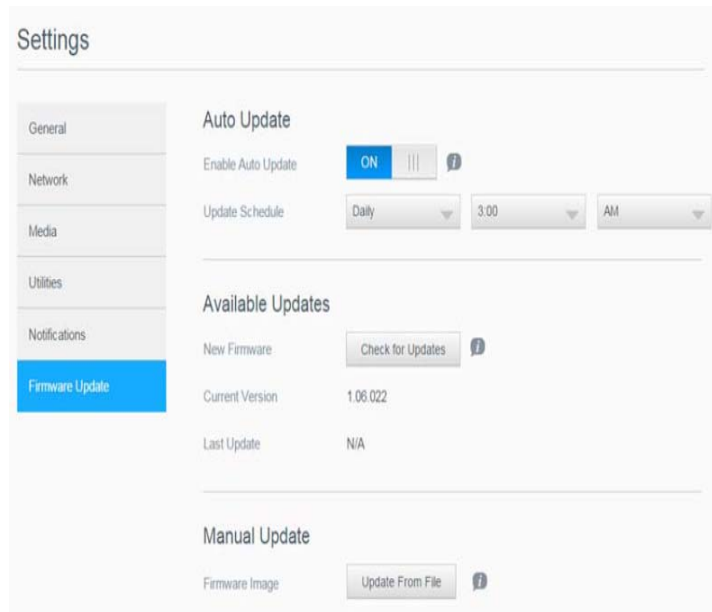 Settings
General
Network
Media
Utilities
Notifications
Firmware Update
Auto Update
Enable Auto Update ON
Update Schedule Daily 3:00 AM
Available Updates
New Firmware Check for Updates
Current Version 1.06.022
Last Update N/A
Manual Update
Firmware Image Update From File